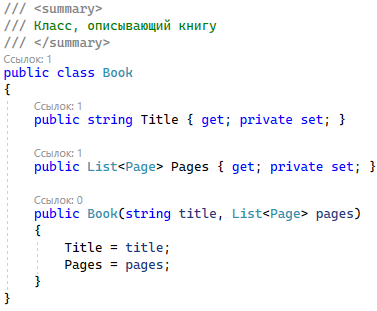 /// <summary>
/// Класс, описывающий книгу
/// </summary>
Ссылок: 1
public class Book
{
Ссылок: 1
public string Title { get; private set; }
Ссылок: 1
public List<Page> Pages { get; private set; }
Ссылок: 0
public Book(string title, List<Page> pages)
{
Title = title;
Pages = pages;
}
}